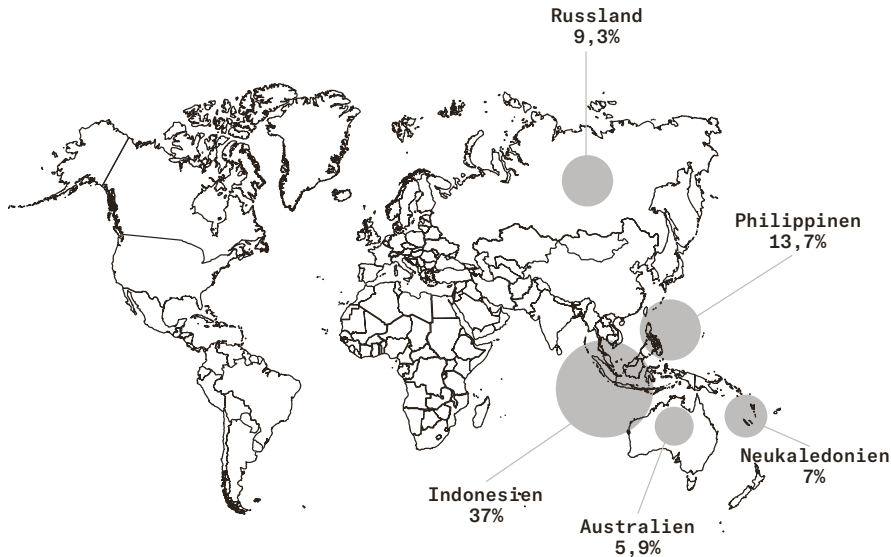 Russland
9,3%
Philippinen
13,7%
Neukaledonien
7%
Indonesien
37%
Australien
5,9%